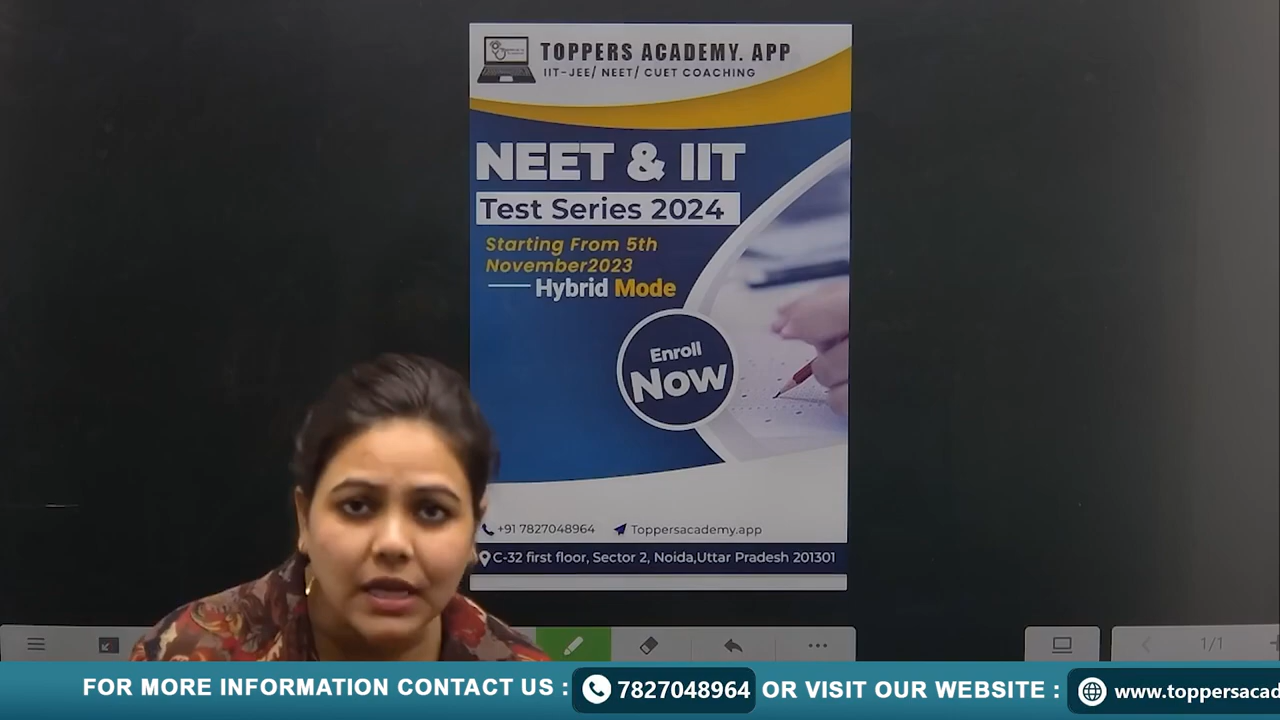 TOPPERS ACADEMY. APP
IIT-JEE/ NEET/ CUET COACHING
NEET & IIT
Test Series 2024
Starting From 5th
November2023
Hybrid Mode
Enroll
Now
+91 7827048964 Toppersacademy.app
C-32 first floor, Sector 2, Noida,Uttar Pradesh 201301
1/1
FOR MORE INFORMATION CONTACT US : 7827048964 OR VISIT OUR WEBSITE : www.toppersacad